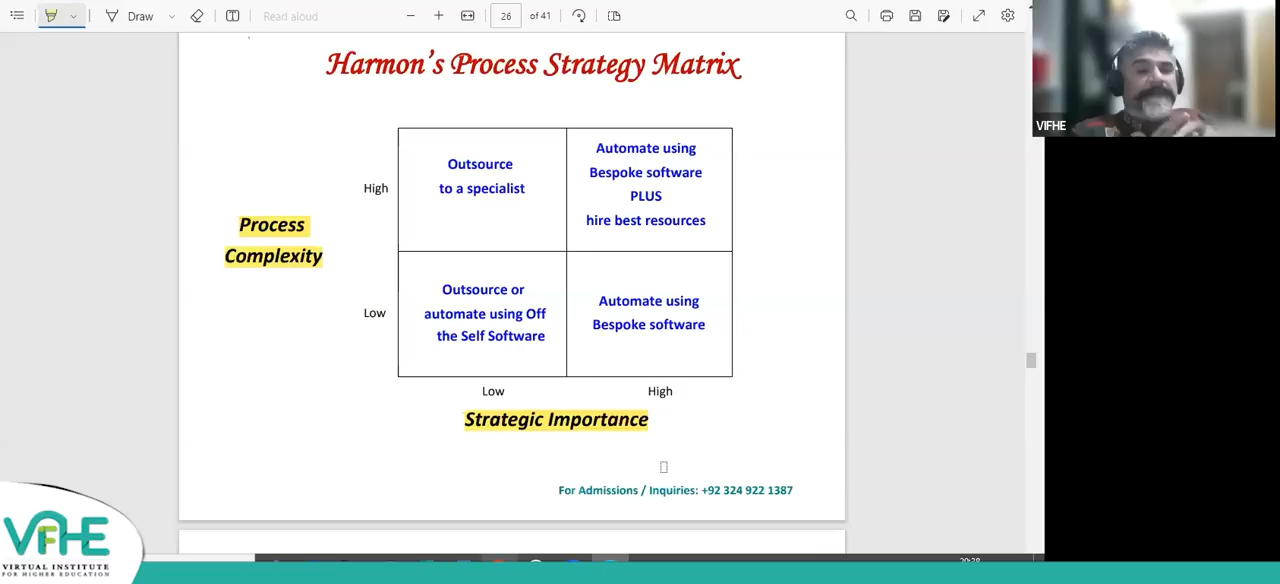 Draw
Read aloud
26
of 41
Harmon's Process Strategy Matrix
VIFHE
High
Outsource
to a specialist
Automate using
Bespoke software
PLUS
hire best resources
Process
Complexity
Low
Outsource or
automate using Off
the Self Software
Automate using
Bespoke software
Low
High
Strategic Importance
For Admissions / Inquiries: +92 324 922 1387
VIFHE
VIRTUAL INSTITUTE
FOR HIGHER EDUCATION